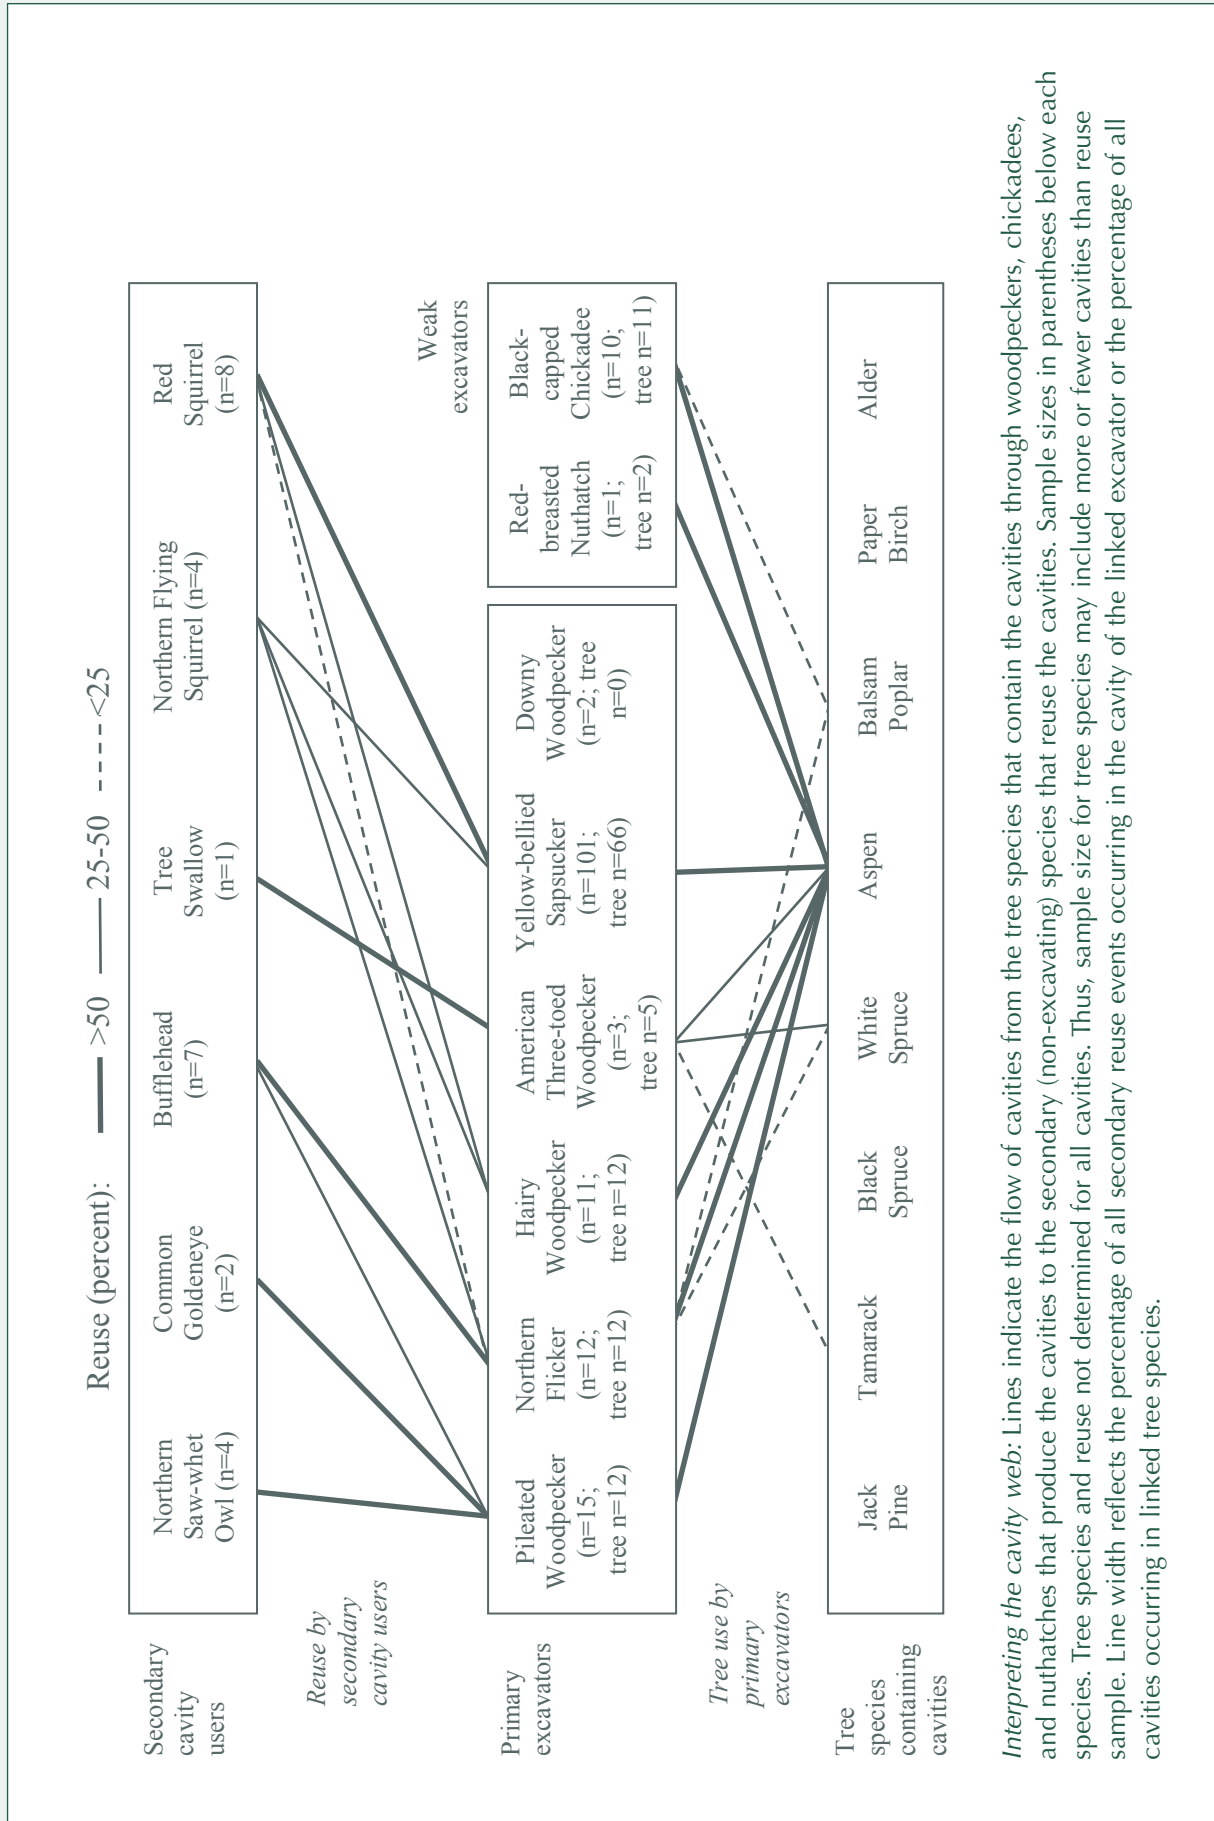 Reuse (percent): >50 25-50 <25
Secondary
cavity
users
Northern
Saw-whet
Owl (n=4)
Common
Goldeneye
(n=2)
Bufflehead
(n=7)
Tree
Swallow
(n=1)
Northern Flying
Squirrel (n=4)
Red
Squirrel
(n=8)
Reuse by
secondary
cavity users
Weak
excavators
Primary
excavators
Pileated
Woodpecker
(n=15;
tree n=12)
Northern
Flicker
(n=12;
tree n=12)
Hairy
Woodpecker
(n=11;
tree n=12)
American
Three-toed
Woodpecker
(n=3;
tree n=5)
Yellow-bellied
Sapsucker
(n=101;
tree n=66)
Downy
Woodpecker
(n=2; tree
n=0)
Red-
breasted
Nuthatch
(n=1;
tree n=2)
Black-
capped
Chickadee
(n=10;
tree n=11)
Tree use by
primary
excavators
Tree
species
containing
cavities
Jack
Pine
Tamarack
Black
Spruce
White
Spruce
Aspen
Balsam
Poplar
Paper
Birch
Alder
Interpreting the cavity web: Lines indicate the flow of cavities from the tree species that contain the cavities through woodpeckers, chickadees,
and nuthatches that produce the cavities to the secondary (non-excavating) species that reuse the cavities. Sample sizes in parentheses below each
species. Tree species and reuse not determined for all cavities. Thus, sample size for tree species may include more or fewer cavities than reuse
sample. Line width reflects the percentage of all secondary reuse events occurring in the cavity of the linked excavator or the percentage of all
cavities occurring in linked tree species.